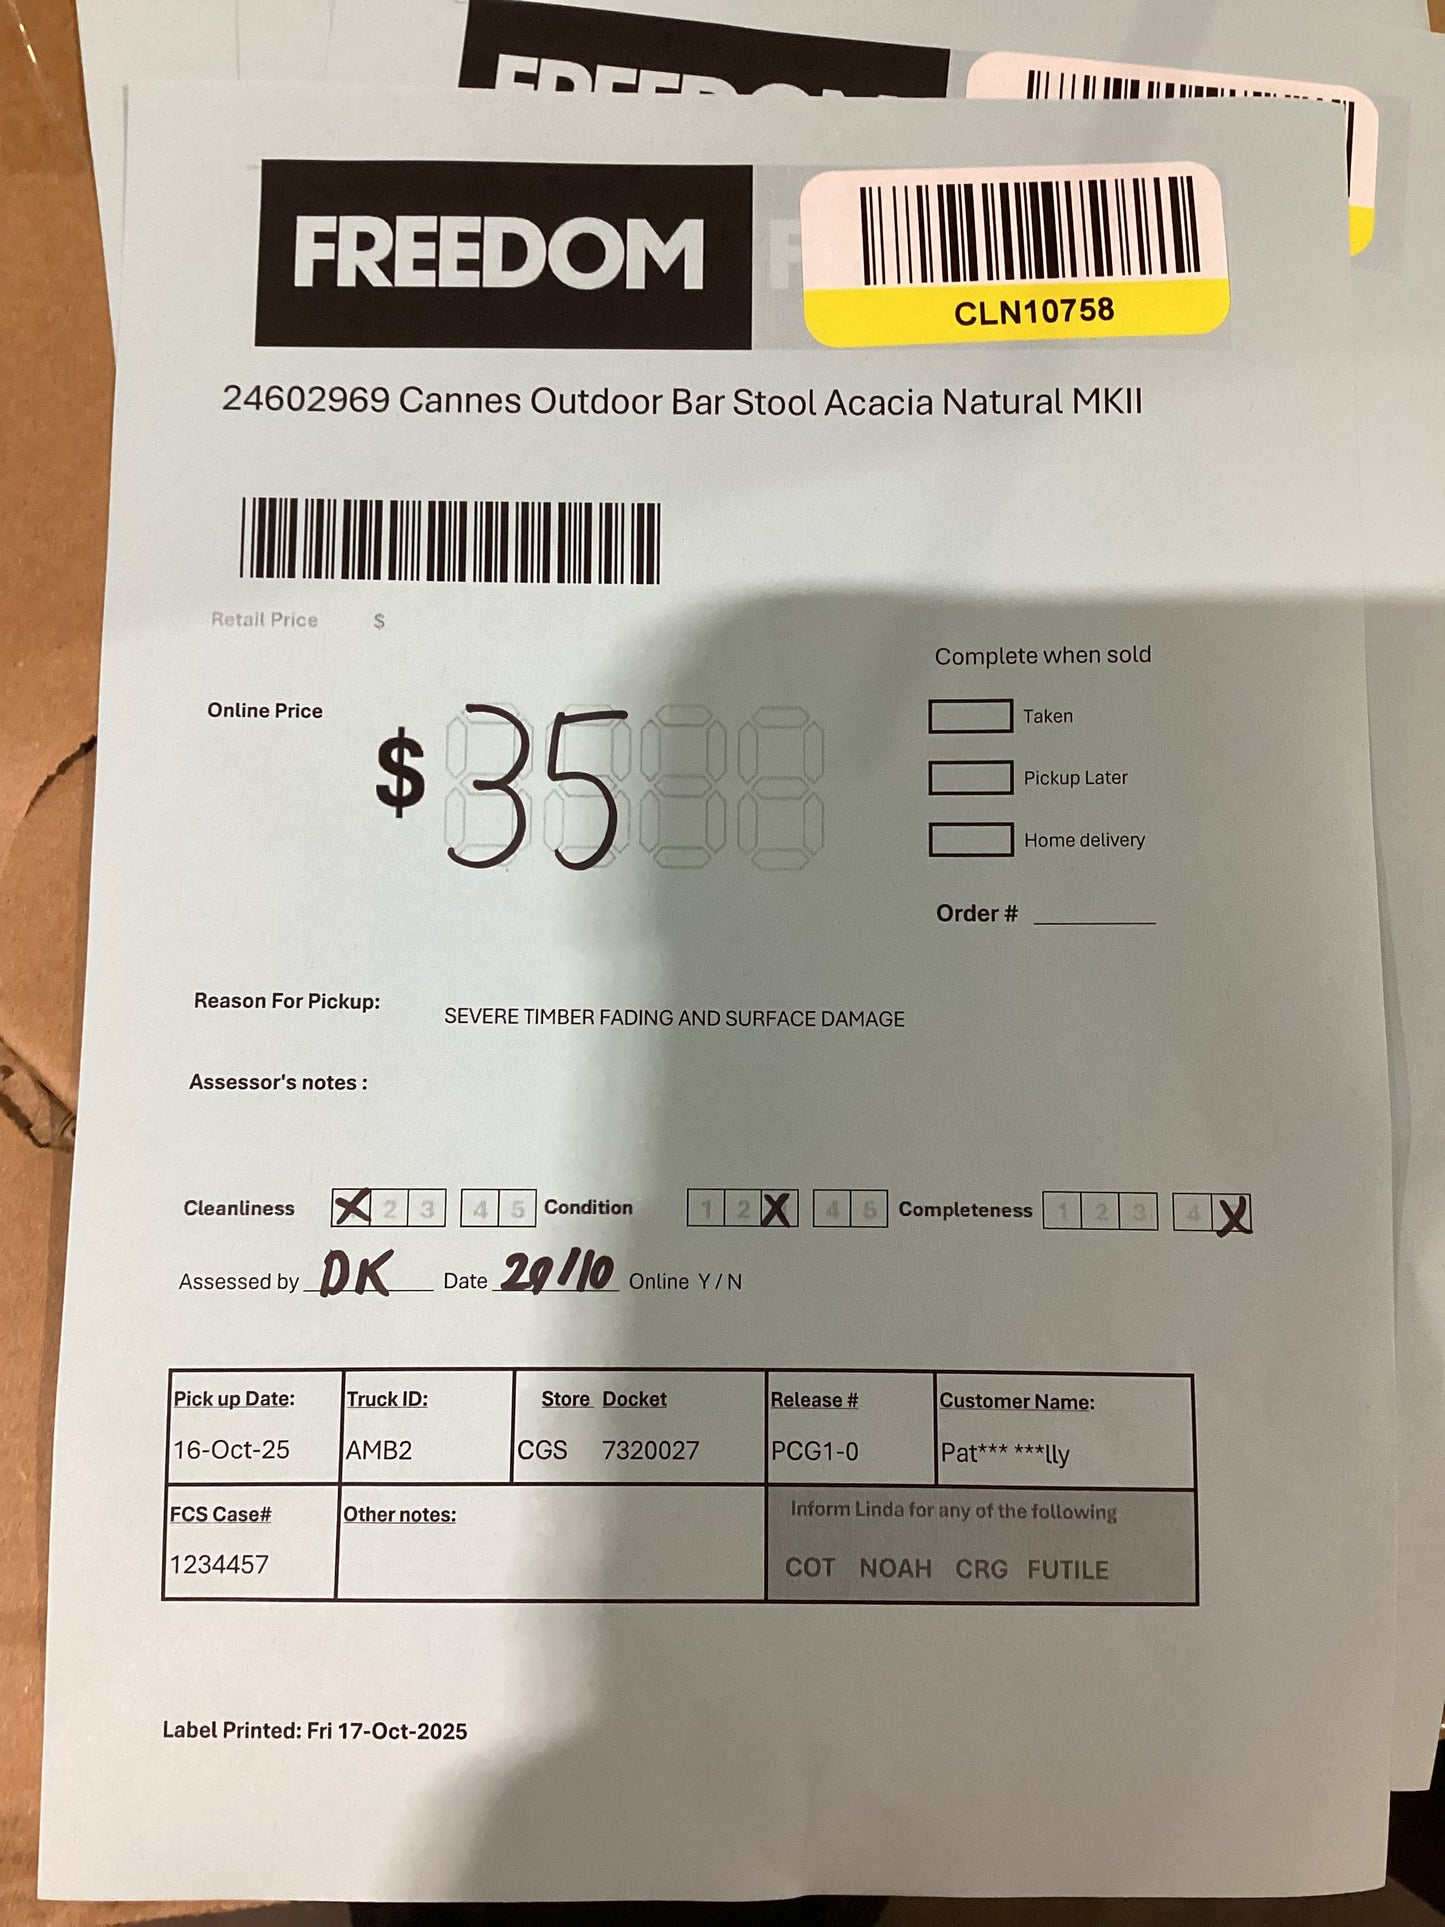 FREEDOM
FREEDOM
CLN10758
24602969 Cannes Outdoor Bar Stool Acacia Natural MKII
Retail Price $
Complete when sold
Online Price
$ 35
Taken
Pickup Later
Home delivery
Order #
Reason For Pickup: SEVERE TIMBER FADING AND SURFACE DAMAGE
Assessor's notes :
Cleanliness X 2 3 4 5 Condition 1 2 X 4 5 Completeness 1 2 3 4 X
Assessed by DK Date 29/10 Online Y / N
Pick up Date: Truck ID: Store Docket Release # Customer Name:
16-Oct-25 AMB2 CGS 7320027 PCG1-0 Pat*** ***lly
FCS Case# Other notes: Inform Linda for any of the following
1234457 COT NOAH CRG FUTILE
Label Printed: Fri 17-Oct-2025